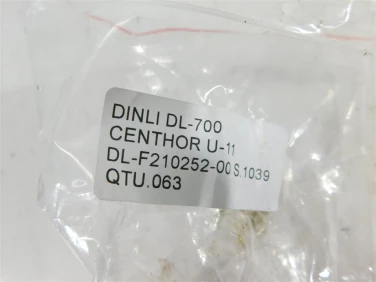 DINLI DL-700
CENTHOR U-11
DL-F210252-00 S.1039
QTU.063